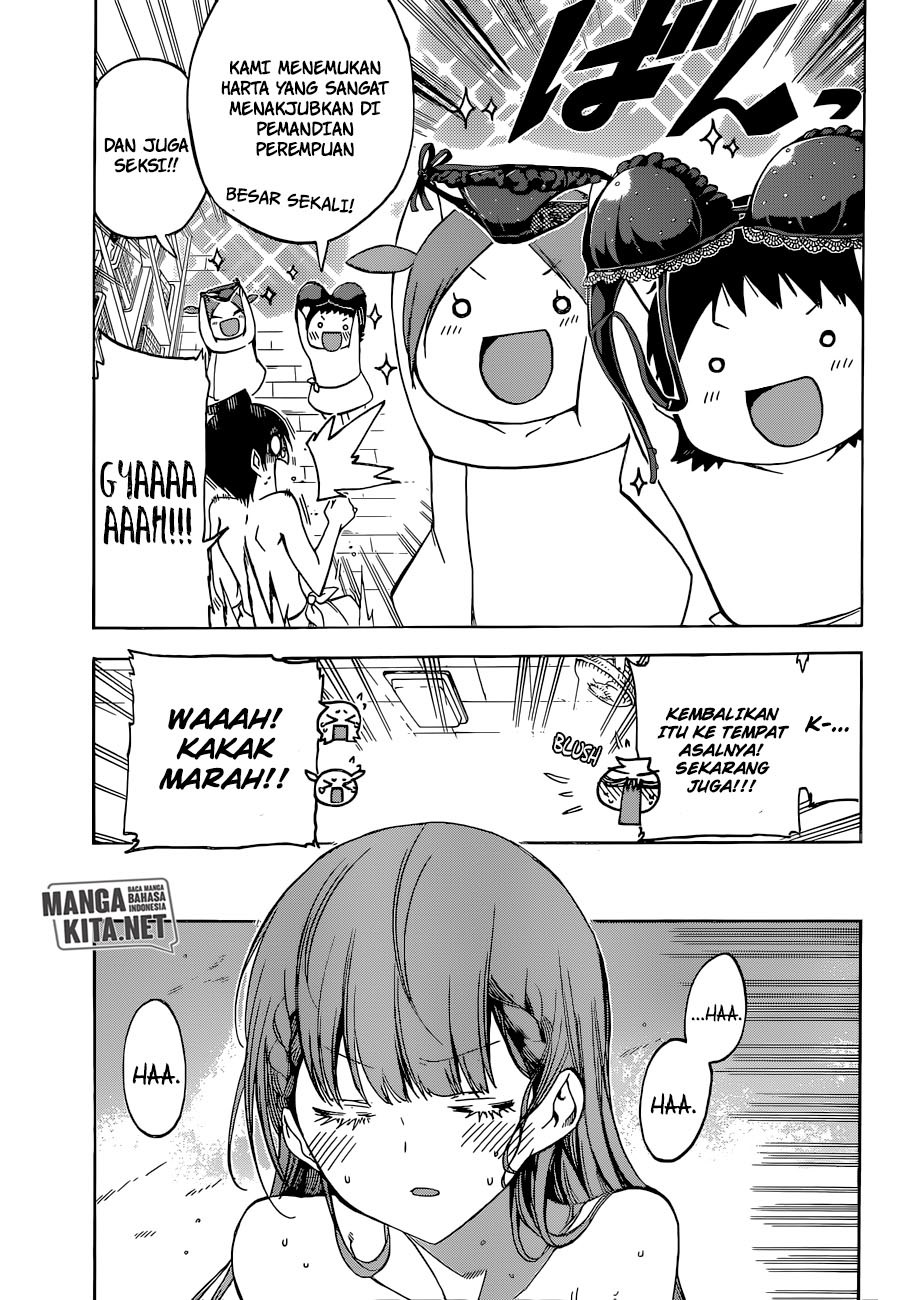 ばんっ
KAMI MENEMUKAN
HARTA YANG SANGAT
MENAKJUBKAN DI
PEMANDIAN
PEREMPUAN
BESAR SEKALI!
DAN JUGA
SEKSI!!
GYAAAA
AAAH!!!
K-...
KEMBALIKAN
ITU KE TEMPAT
ASALNYA!
SEKARANG
JUGA!!!
BLUSH
WAAAH!
KAKAK
MARAH!!
MANGA
KITA.NET
BACA MANGA
BAHASA
INDONESIA
...HAA.
HAA.
HAA.